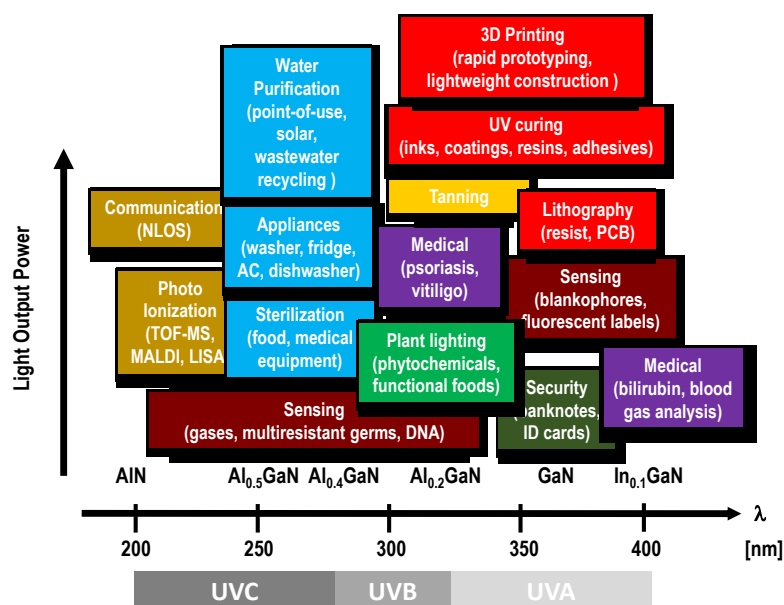 3D Printing
(rapid prototyping,
lightweight construction )
Water
Purification
(point-of-use,
solar,
wastewater
recycling )
UV curing
(inks, coatings, resins, adhesives)
Tanning
Communication
(NLOS)
Appliances
(washer, fridge,
AC, dishwasher)
Medical
(psoriasis,
vitiligo)
Lithography
(resist, PCB)
Sensing
(blankophores,
fluorescent labels)
Photo
Ionization
(TOF-MS,
MALDI, LISA
Sterilization
(food, medical
equipment)
Plant lighting
(phytochemicals,
functional foods)
Security
(banknotes,
ID cards)
Medical
(bilirubin, blood
gas analysis)
Sensing
(gases, multiresistant germs, DNA)
Light Output Power
AlN Al0.5GaN Al0.4GaN Al0.2GaN GaN In0.1GaN
λ
200 250 300 350 400 [nm]
UVC UVB UVA